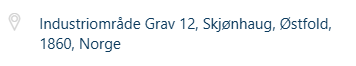 Industriområde Grav 12, Skjønhaug, Østfold,
1860, Norge